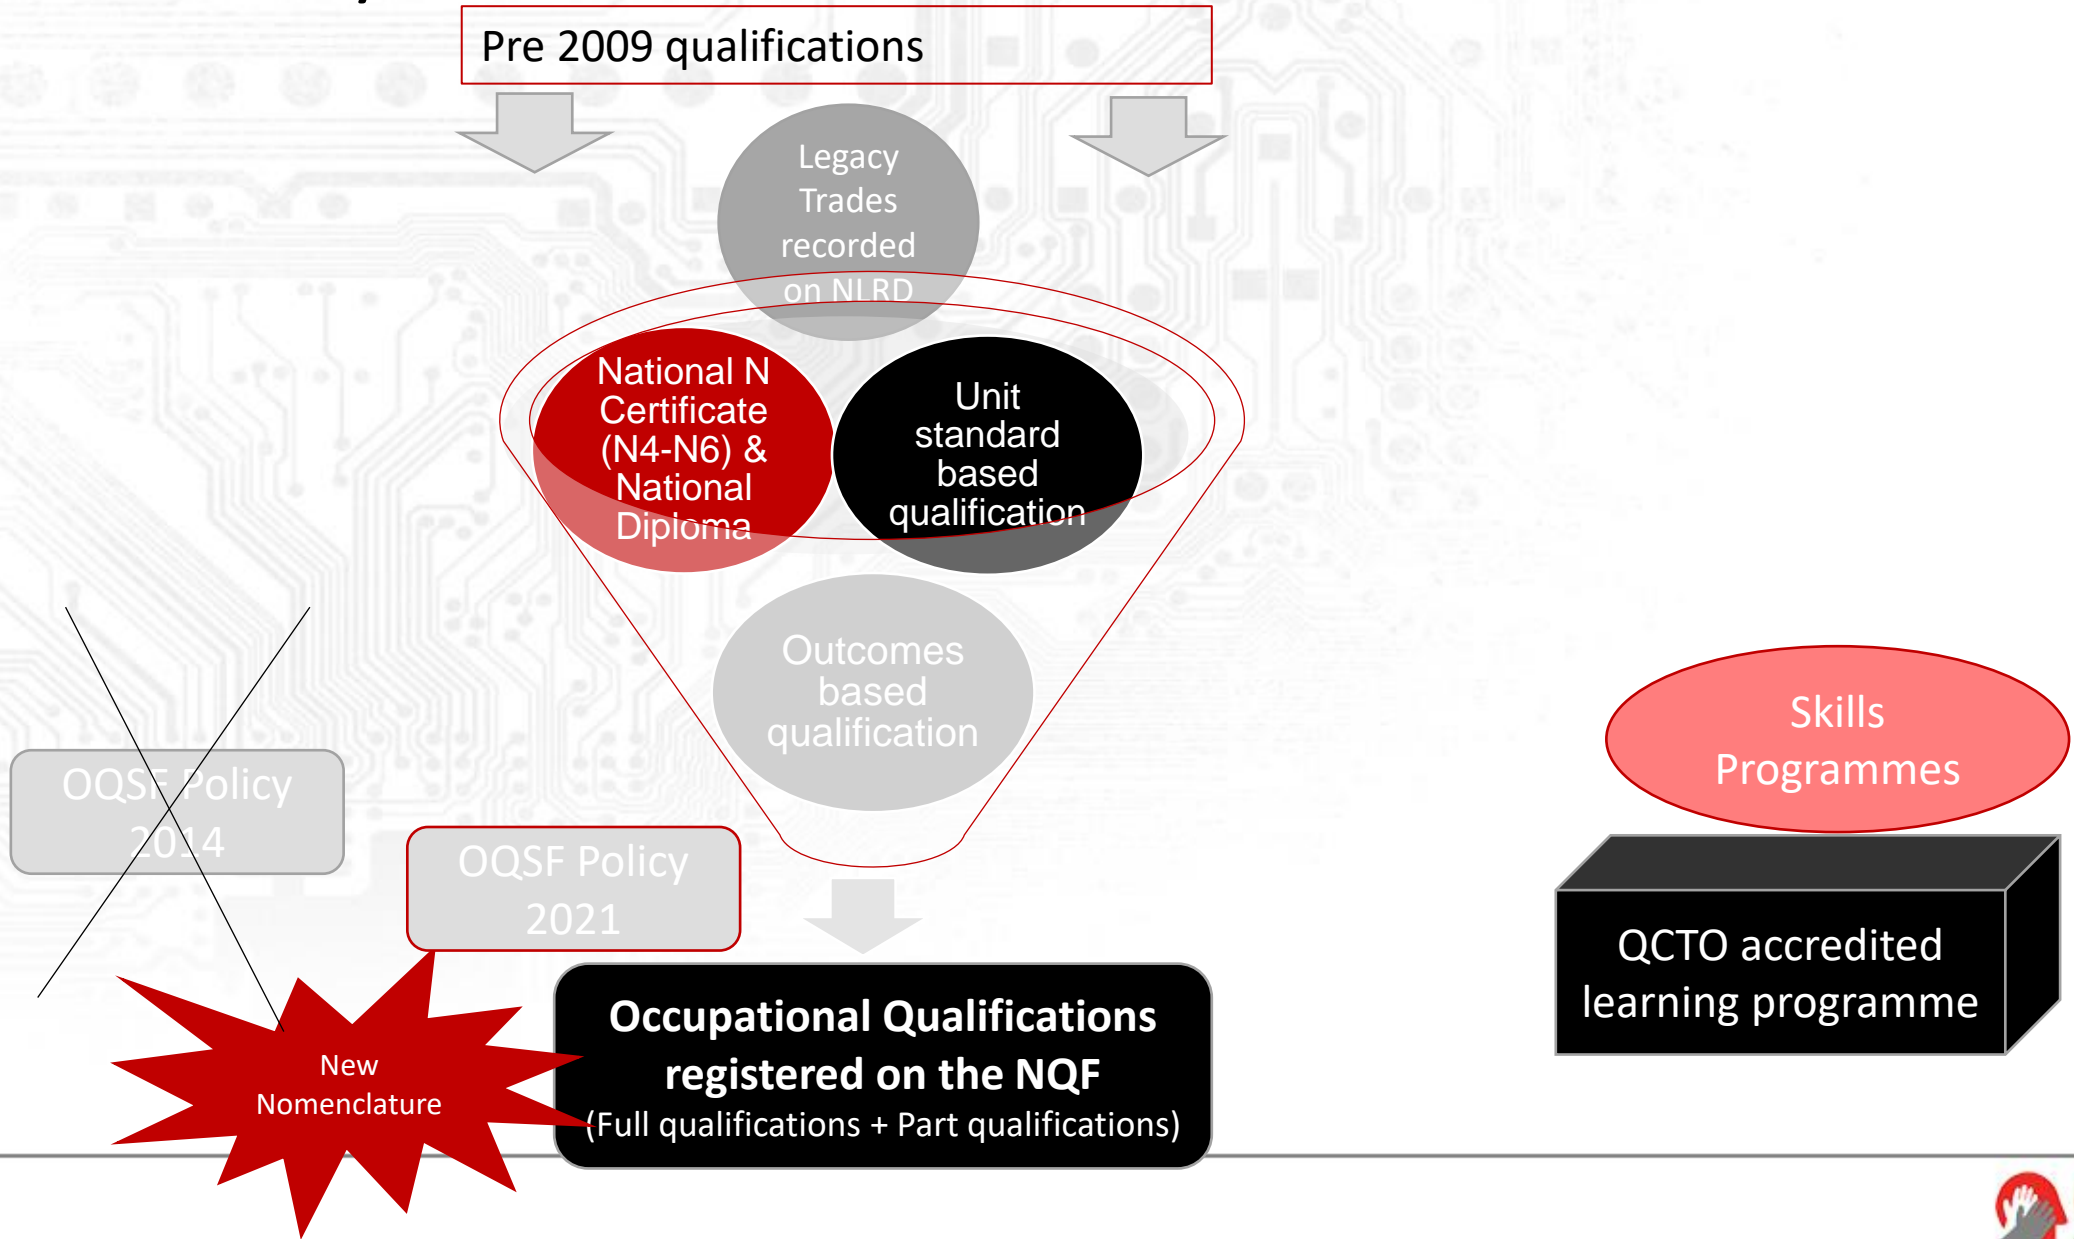 Pre 2009 qualifications
Legacy
Trades
recorded
on NLRD
National N
Certificate
(N4-N6) &
National
Diploma
Unit
standard
based
qualification
Outcomes
based
qualification
OQSF Policy
2014
OQSF Policy
2021
New
Nomenclature
Occupational Qualifications
registered on the NQF
(Full qualifications + Part qualifications)
Skills
Programmes
QCTO accredited
learning programme